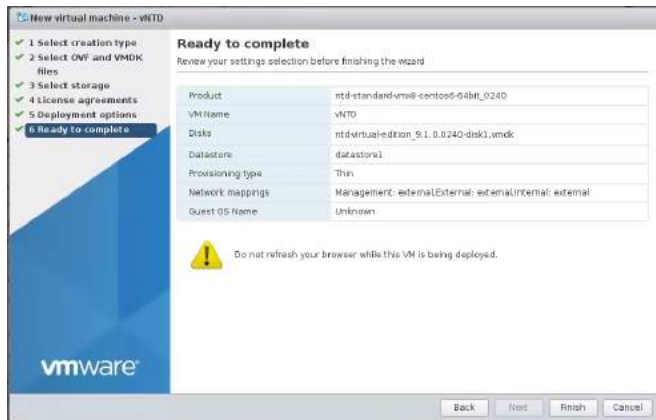 New virtual machine - vNTD
1 Select creation type
2 Select OVF and VMDK
files
3 Select storage
4 License agreements
5 Deployment options
6 Ready to complete
Ready to complete
Review your settings selection before finishing the wizard
Product ntd-standard-vmx8-centos6-64bit_0240
VM Name vNTD
Disks ntd-virtual-edition_9.1.0.0240-disk1.vmdk
Datastore datastore1
Provisioning type Thin
Network mappings Management: external,External: external,Internal: external
Guest OS Name Unknown
Do not refresh your browser while this VM is being deployed.
vmware
Back Next Finish Cancel